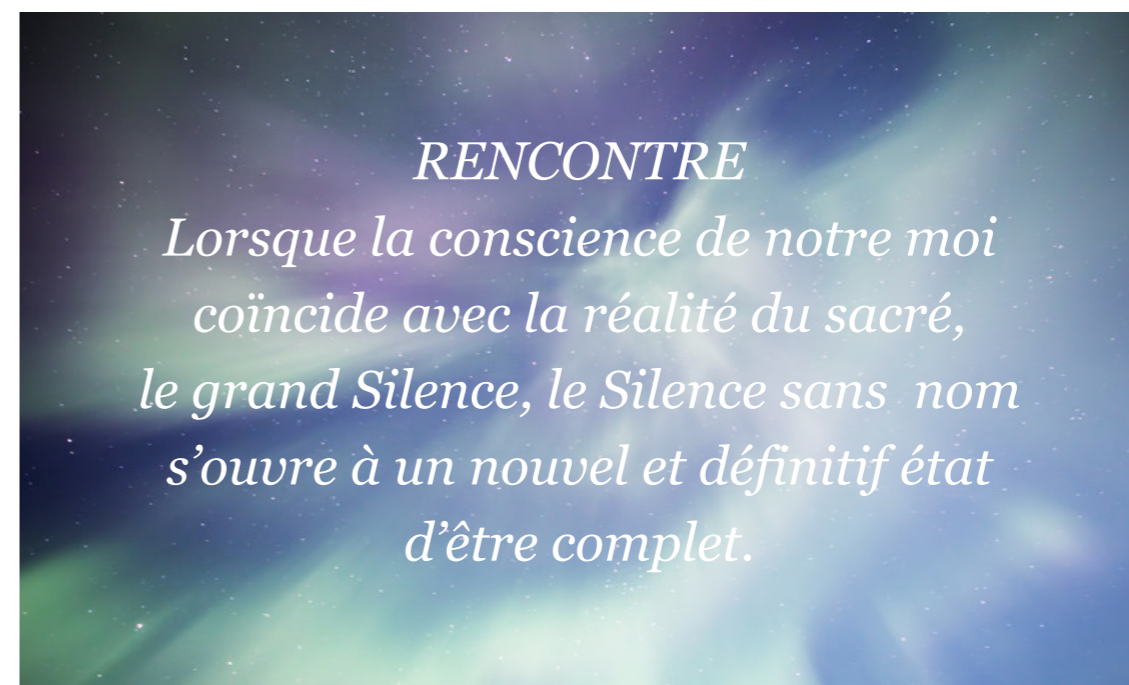 RENCONTRE
Lorsque la conscience de notre moi
coïncide avec la réalité du sacré,
le grand Silence, le Silence sans  nom
s’ouvre à un nouvel et définitif état
d’être complet.